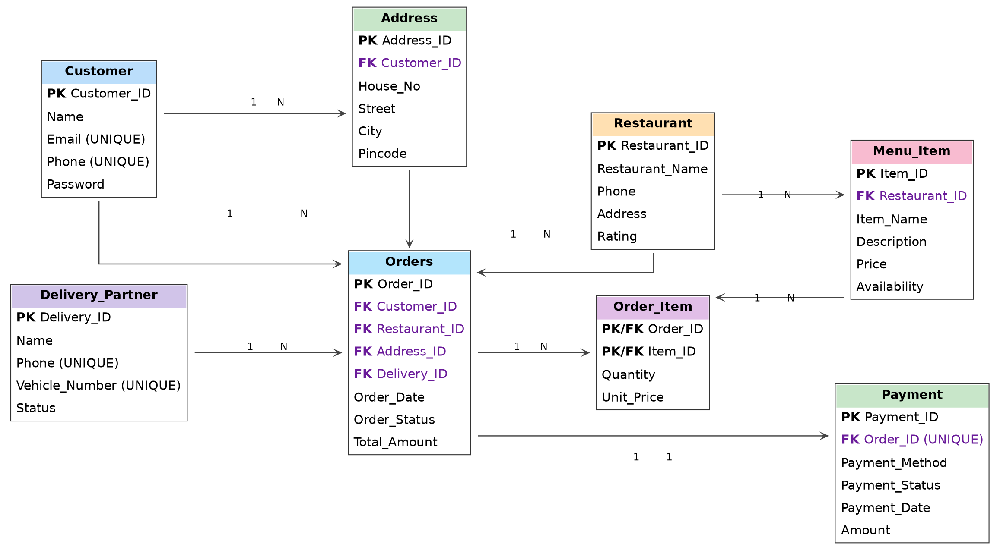 Address
PK Address_ID
FK Customer_ID
House_No
Street
City
Pincode
Customer
PK Customer_ID
Name
Email (UNIQUE)
Phone (UNIQUE)
Password
1 N
Restaurant
PK Restaurant_ID
Restaurant_Name
Phone
Address
Rating
Menu_Item
PK Item_ID
FK Restaurant_ID
Item_Name
Description
Price
Availability
1 N
1 N
1 N
Orders
PK Order_ID
FK Customer_ID
FK Restaurant_ID
FK Address_ID
FK Delivery_ID
Order_Date
Order_Status
Total_Amount
Delivery_Partner
PK Delivery_ID
Name
Phone (UNIQUE)
Vehicle_Number (UNIQUE)
Status
1 N
Order_Item
PK/FK Order_ID
PK/FK Item_ID
Quantity
Unit_Price
1 N
1 N
Payment
PK Payment_ID
FK Order_ID (UNIQUE)
Payment_Method
Payment_Status
Payment_Date
Amount
1 1